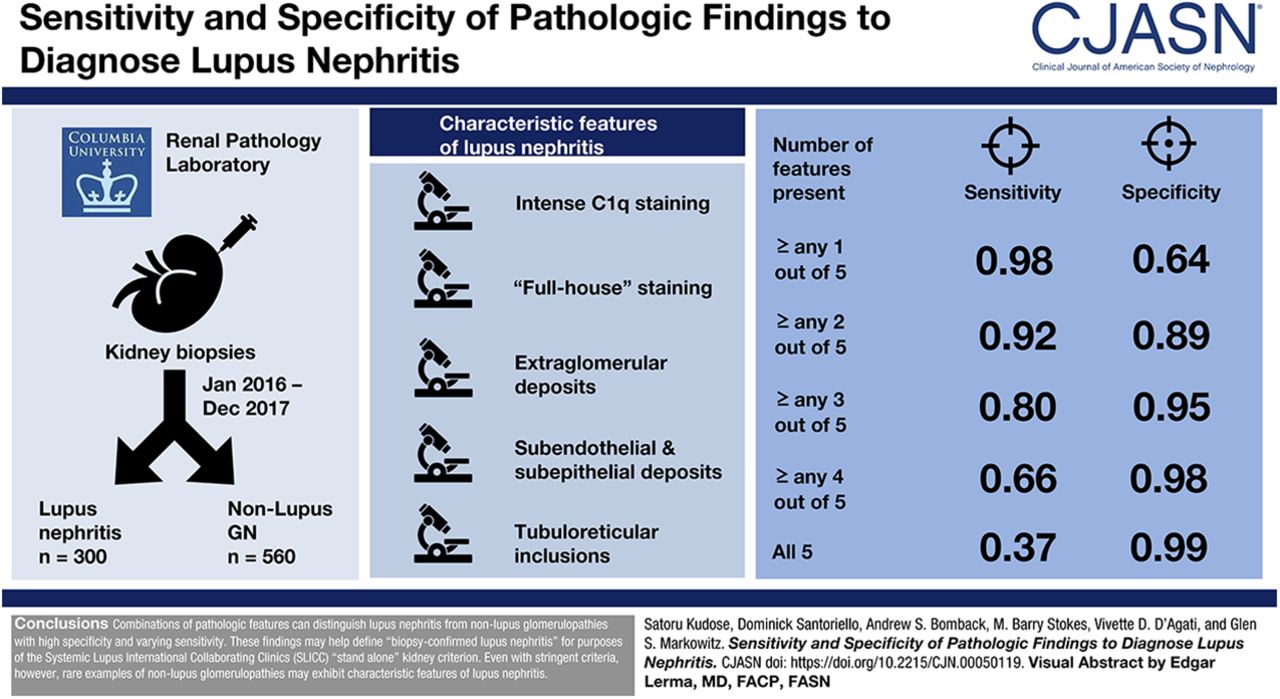 Sensitivity and Specificity of Pathologic Findings to
Diagnose Lupus Nephritis
CJASN®
Clinical Journal of American Society of Nephrology
COLUMBIA
UNIVERSITY
Renal Pathology
Laboratory
Kidney biopsies
Jan 2016 –
Dec 2017
Lupus
nephritis
n = 300
Non-Lupus
GN
n = 560
Characteristic features
of lupus nephritis
Intense C1q staining
“Full-house” staining
Extraglomerular
deposits
Subendothelial &
subepithelial deposits
Tubuloreticular
inclusions
Number of
features
present
Sensitivity
Specificity
≥ any 1
out of 5
0.98
0.64
≥ any 2
out of 5
0.92
0.89
≥ any 3
out of 5
0.80
0.95
≥ any 4
out of 5
0.66
0.98
All 5
0.37
0.99
Conclusions Combinations of pathologic features can distinguish lupus nephritis from non-lupus glomerulopathies
with high specificity and varying sensitivity. These findings may help define “biopsy-confirmed lupus nephritis” for purposes
of the Systemic Lupus International Collaborating Clinics (SLICC) “stand alone” kidney criterion. Even with stringent criteria,
however, rare examples of non-lupus glomerulopathies may exhibit characteristic features of lupus nephritis.
Satoru Kudose, Dominick Santoriello, Andrew S. Bomback, M. Barry Stokes, Vivette D. D’Agati, and Glen
S. Markowitz. Sensitivity and Specificity of Pathologic Findings to Diagnose Lupus
Nephritis. CJASN doi: https://doi.org/10.2215/CJN.00050119. Visual Abstract by Edgar
Lerma, MD, FACP, FASN